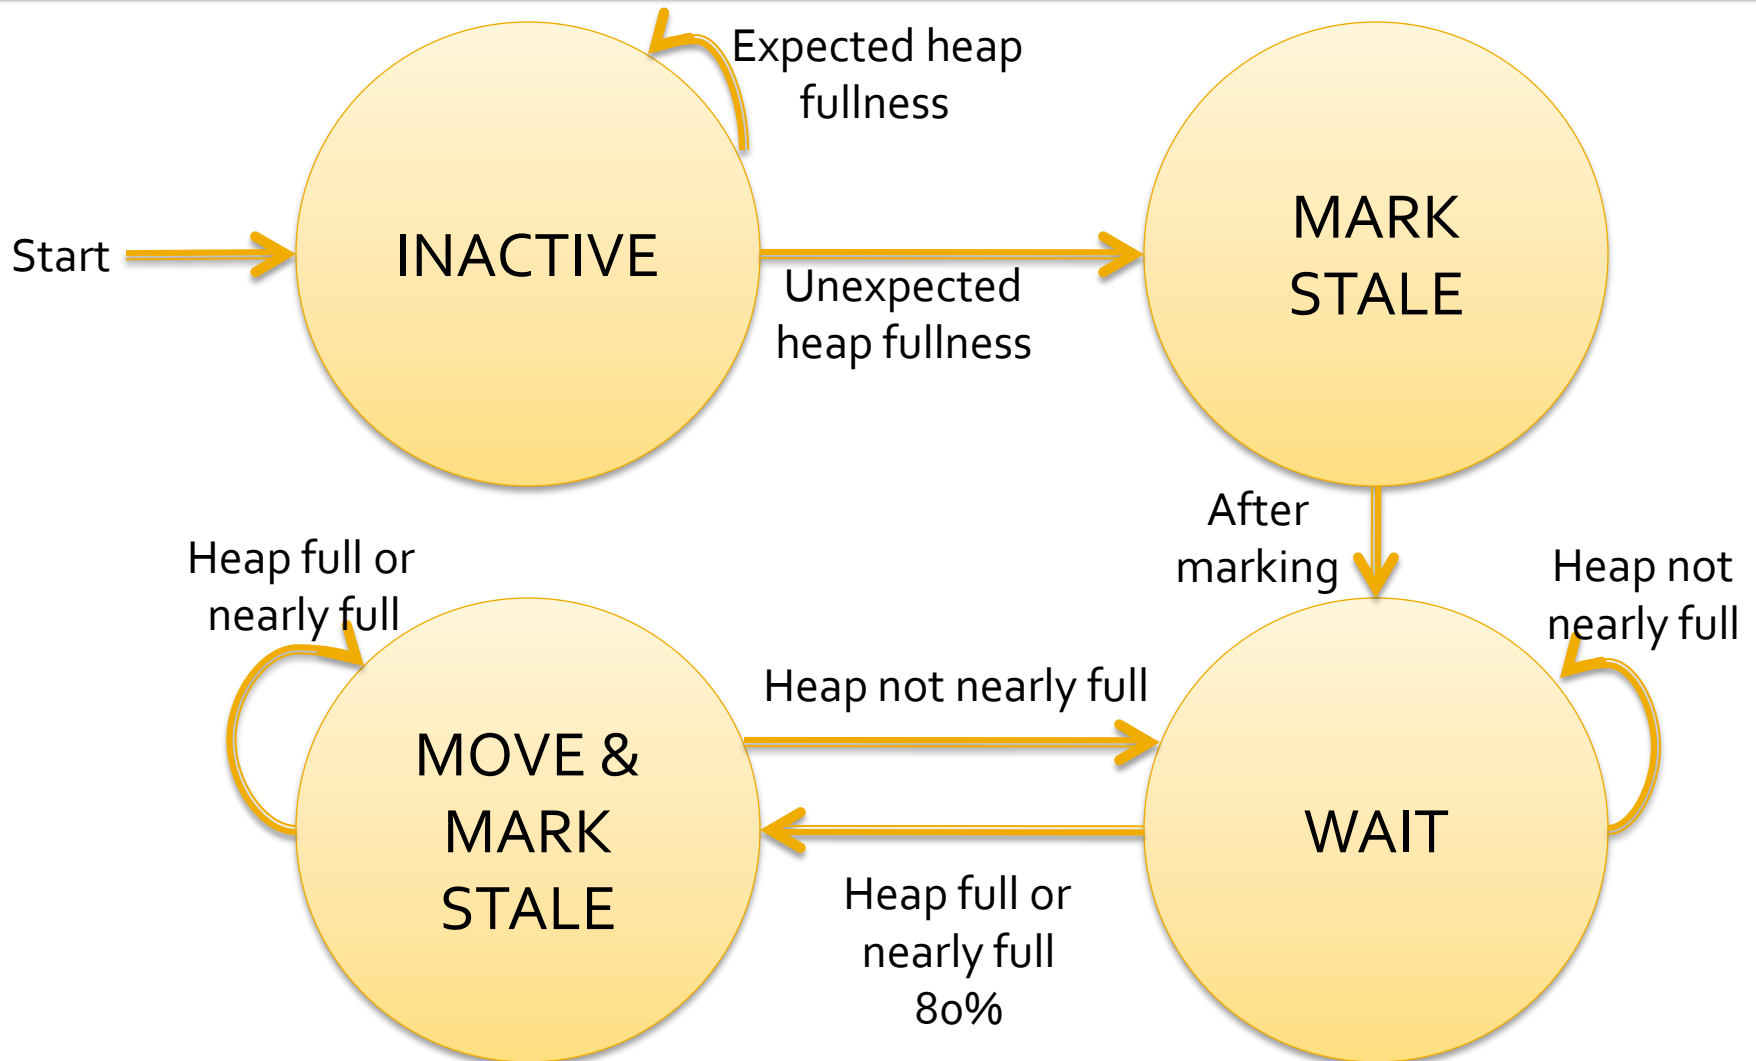 Expected heap
fullness
Start
INACTIVE
Unexpected
heap fullness
MARK
STALE
After
marking
Heap full or
nearly full
Heap not
nearly full
Heap not nearly full
MOVE &
MARK
STALE
WAIT
Heap full or
nearly full
80%